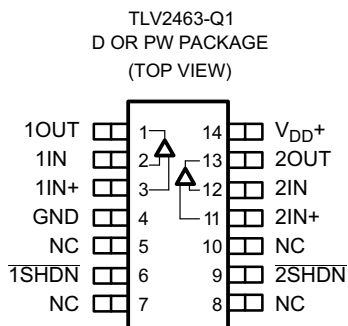 TLV2463-Q1
D OR PW PACKAGE
(TOP VIEW)
1OUT 1 14 VDD+
1IN 2 13 2OUT
1IN+ 3 12 2IN
GND 4 11 2IN+
NC 5 10 NC
1SHDN 6 9 2SHDN
NC 7 8 NC